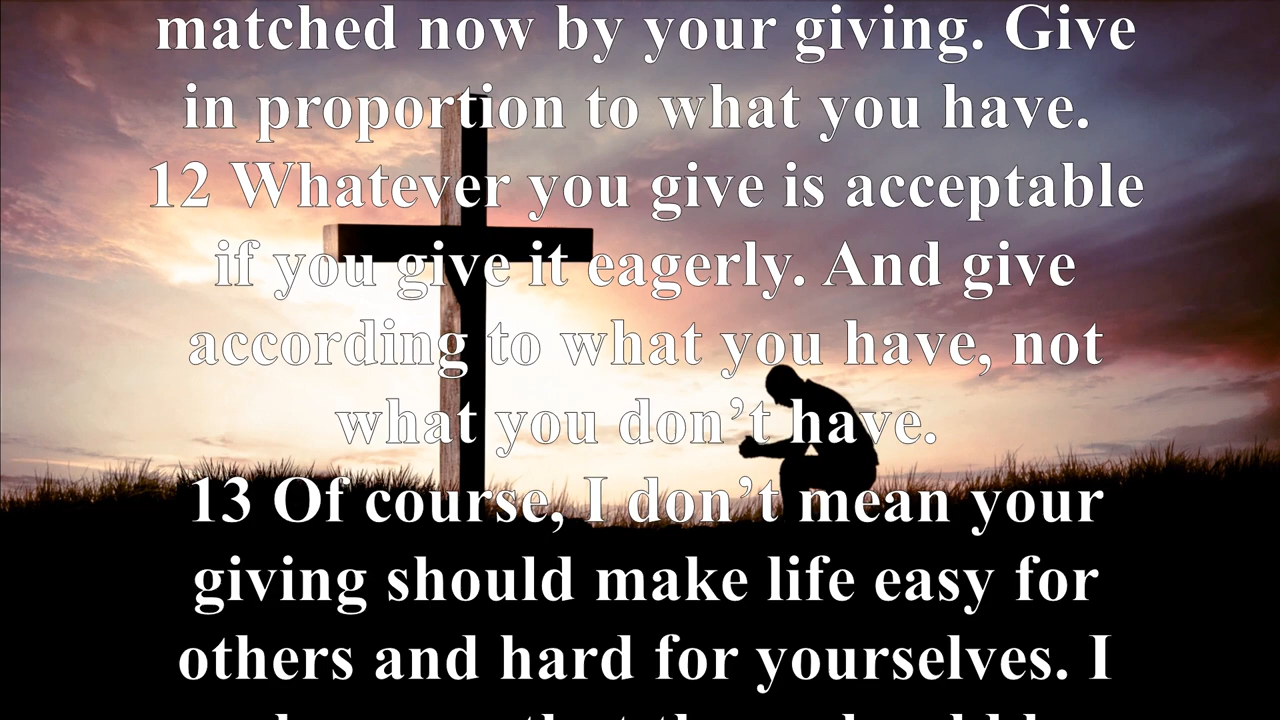 matched now by your giving. Give
in proportion to what you have.
12 Whatever you give is acceptable
if you give it eagerly. And give
according to what you have, not
what you don’t have.
13 Of course, I don’t mean your
giving should make life easy for
others and hard for yourselves. I